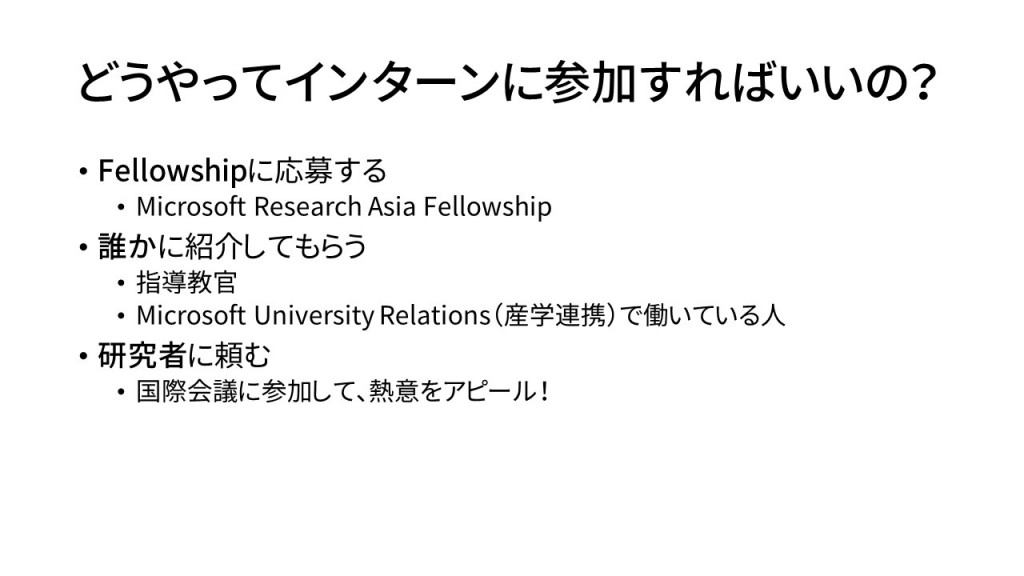 どうやってインターンに参加すればいいの？
• Fellowshipに応募する
• Microsoft Research Asia Fellowship
• 誰かに紹介してもらう
• 指導教官
• Microsoft University Relations（産学連携）で働いている人
• 研究者に頼む
• 国際会議に参加して、熱意をアピール！